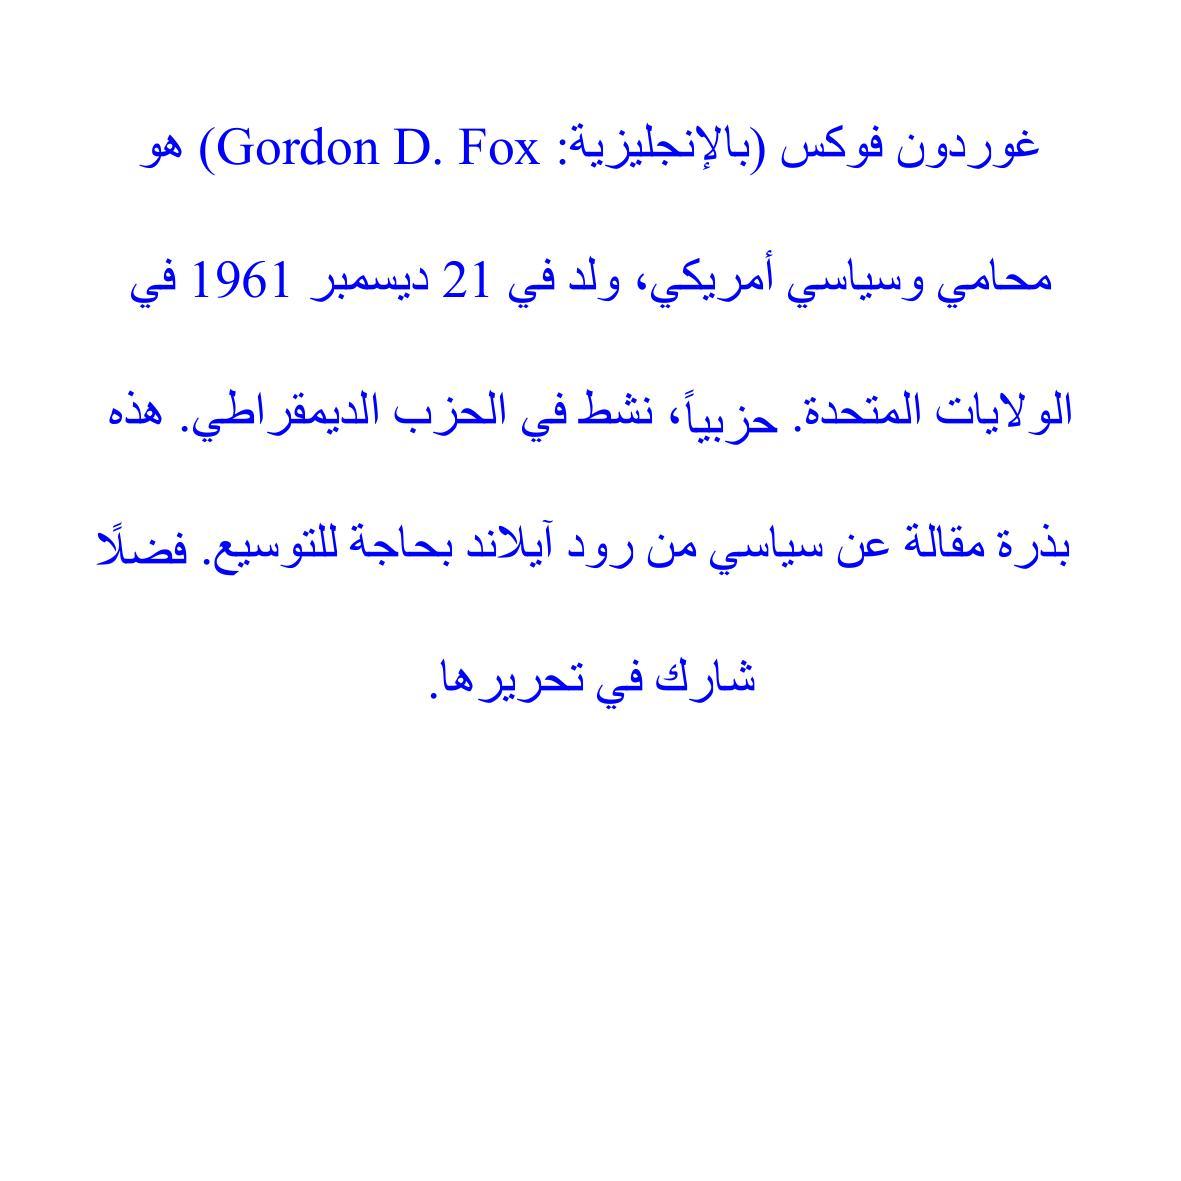 غوردون فوكس (بالإنجليزية: Gordon D. Fox) هو
محامي وسياسي أمريكي، ولد في 21 ديسمبر 1961 في
الولايات المتحدة. حزبياً، نشط في الحزب الديمقراطي. هذه
بذرة مقالة عن سياسي من رود آيلاند بحاجة للتوسيع. فضلًا
شارك في تحريرها.